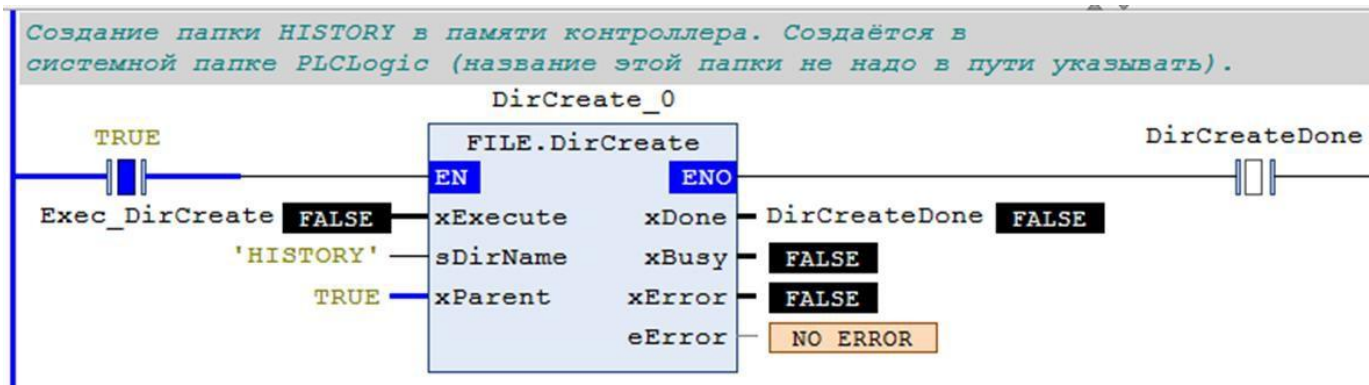 Создание папки HISTORY в памяти контроллера. Создаётся в
системной папке PLCLogic (название этой папки не надо в пути указывать).
DirCreate_0
TRUE
FILE.DirCreate
DirCreateDone
EN ENO
Exec_DirCreate FALSE xExecute xDone DirCreateDone FALSE
'HISTORY' sDirName xBusy FALSE
TRUE xParent xError FALSE
eError NO ERROR